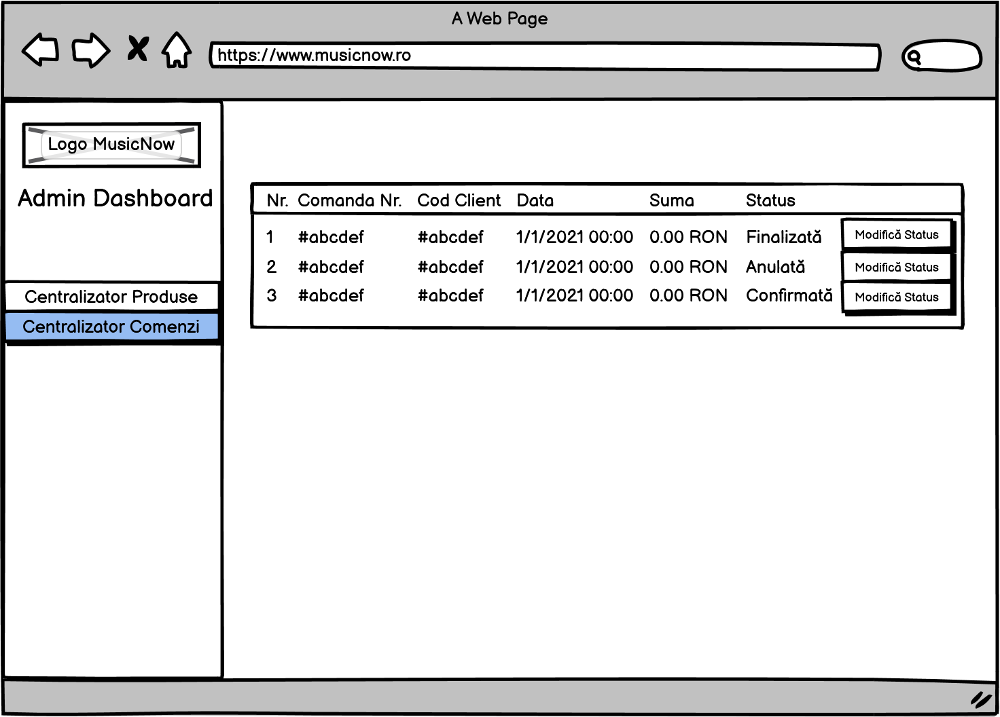 A Web Page
https://www.musicnow.ro
Logo MusicNow
Admin Dashboard
Centralizator Produse
Centralizator Comenzi
Nr. Comanda Nr. Cod Client Data Suma Status
1 #abcdef #abcdef 1/1/2021 00:00 0.00 RON Finalizată Modifică Status
2 #abcdef #abcdef 1/1/2021 00:00 0.00 RON Anulată Modifică Status
3 #abcdef #abcdef 1/1/2021 00:00 0.00 RON Confirmată Modifică Status